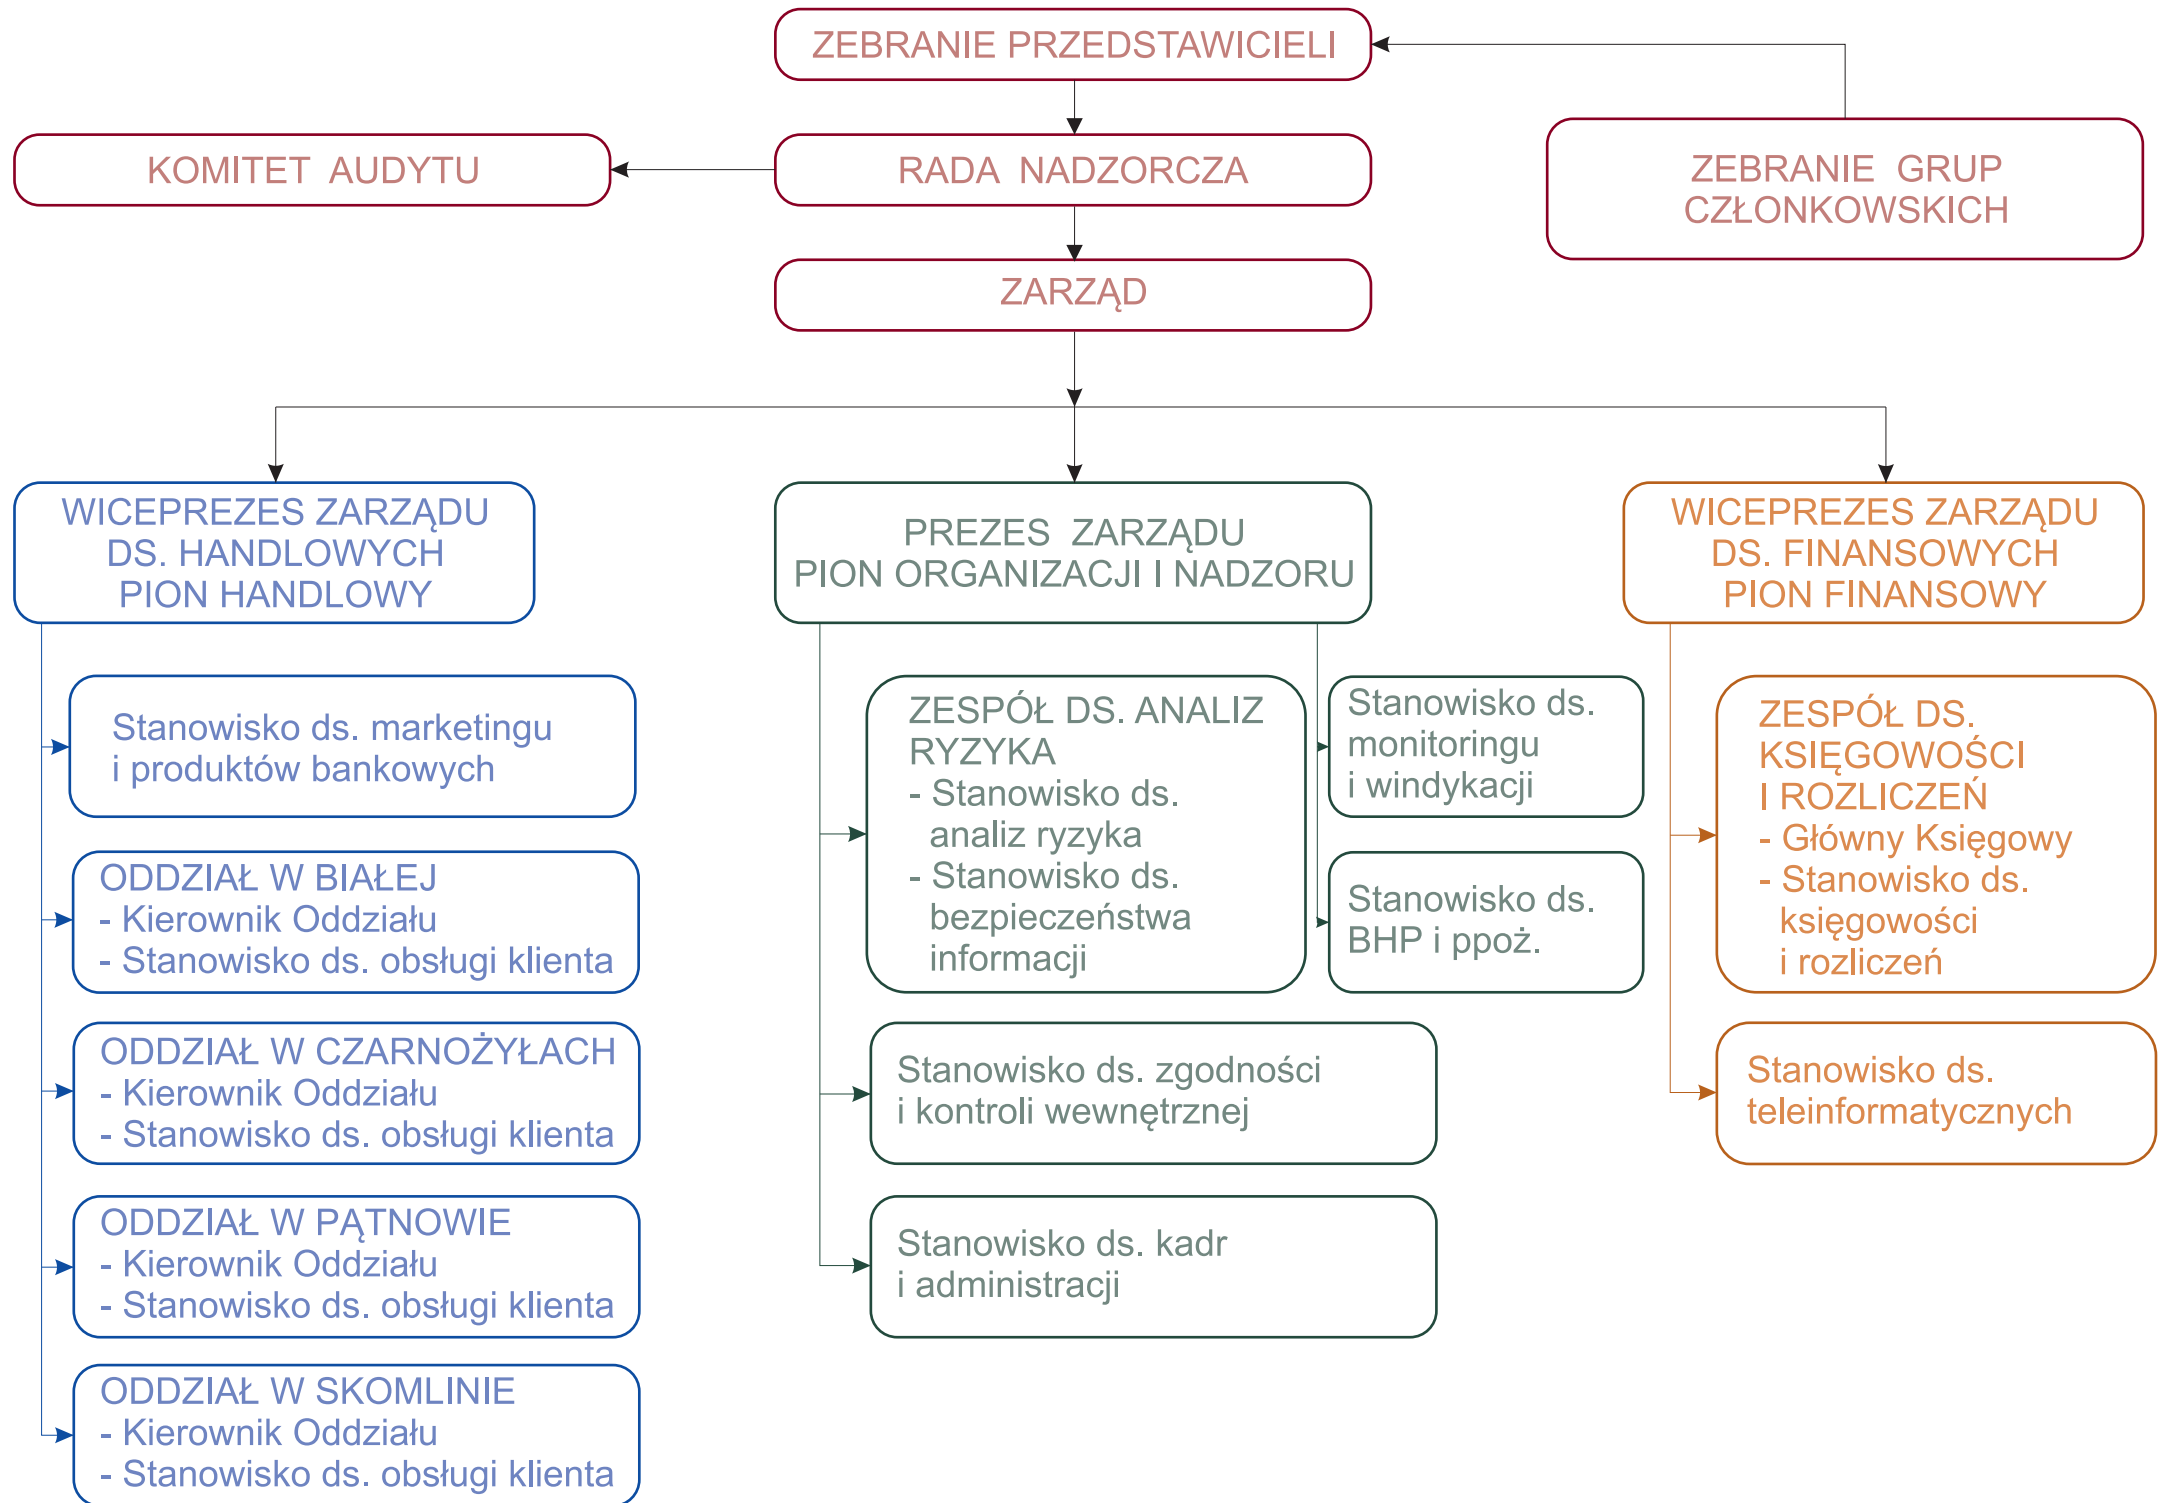 ZEBRANIE PRZEDSTAWICIELI
KOMITET AUDYTU
RADA NADZORCZA
ZEBRANIE GRUP
CZŁONKOWSKICH
ZARZĄD
WICEPREZES ZARZĄDU
DS. HANDLOWYCH
PION HANDLOWY
PREZES ZARZĄDU
PION ORGANIZACJI I NADZORU
WICEPREZES ZARZĄDU
DS. FINANSOWYCH
PION FINANSOWY
Stanowisko ds. marketingu
i produktów bankowych
ODDZIAŁ W BIAŁEJ
- Kierownik Oddziału
- Stanowisko ds. obsługi klienta
ODDZIAŁ W CZARNOŻYŁACH
- Kierownik Oddziału
- Stanowisko ds. obsługi klienta
ODDZIAŁ W PĄTNOWIE
- Kierownik Oddziału
- Stanowisko ds. obsługi klienta
ODDZIAŁ W SKOMLINIE
- Kierownik Oddziału
- Stanowisko ds. obsługi klienta
ZESPÓŁ DS. ANALIZ
RYZYKA
- Stanowisko ds.
analiz ryzyka
- Stanowisko ds.
bezpieczeństwa
informacji
Stanowisko ds.
monitoringu
i windykacji
Stanowisko ds.
BHP i ppoż.
Stanowisko ds. zgodności
i kontroli wewnętrznej
Stanowisko ds. kadr
i administracji
ZESPÓŁ DS.
KSIĘGOWOŚCI
I ROZLICZEŃ
- Główny Księgowy
- Stanowisko ds.
księgowości
i rozliczeń
Stanowisko ds.
teleinformatycznych